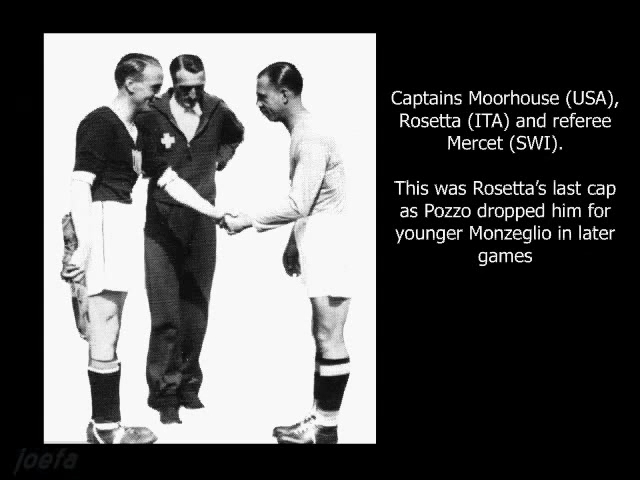 Captains Moorhouse (USA),
Rosetta (ITA) and referee
Mercet (SWI).
This was Rosetta's last cap
as Pozzo dropped him for
younger Monzeglio in later
games
joefa